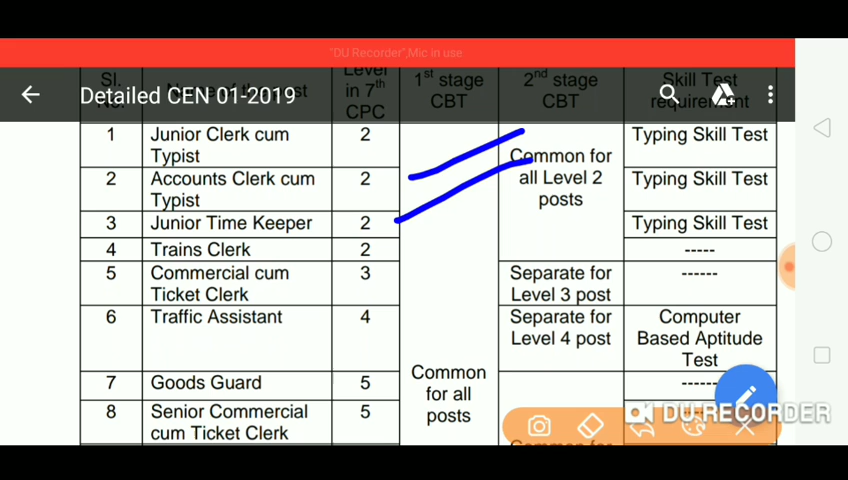 "DU Recorder",Mic in use
Detailed CEN 01-2019
Sl.
Level
in 7th
CPC
1st stage
CBT
2nd stage
CBT
Skill Test
requirement
1 Junior Clerk cum Typist 2 Typing Skill Test
2 Accounts Clerk cum Typist 2 Typing Skill Test
Common for
all Level 2
posts
3 Junior Time Keeper 2 Typing Skill Test
4 Trains Clerk 2 -----
5 Commercial cum Ticket Clerk 3 Separate for Level 3 post ------
6 Traffic Assistant 4 Separate for Level 4 post Computer Based Aptitude Test
Common
for all
posts
7 Goods Guard 5 ------
8 Senior Commercial cum Ticket Clerk 5
Common for
DU RECORDER